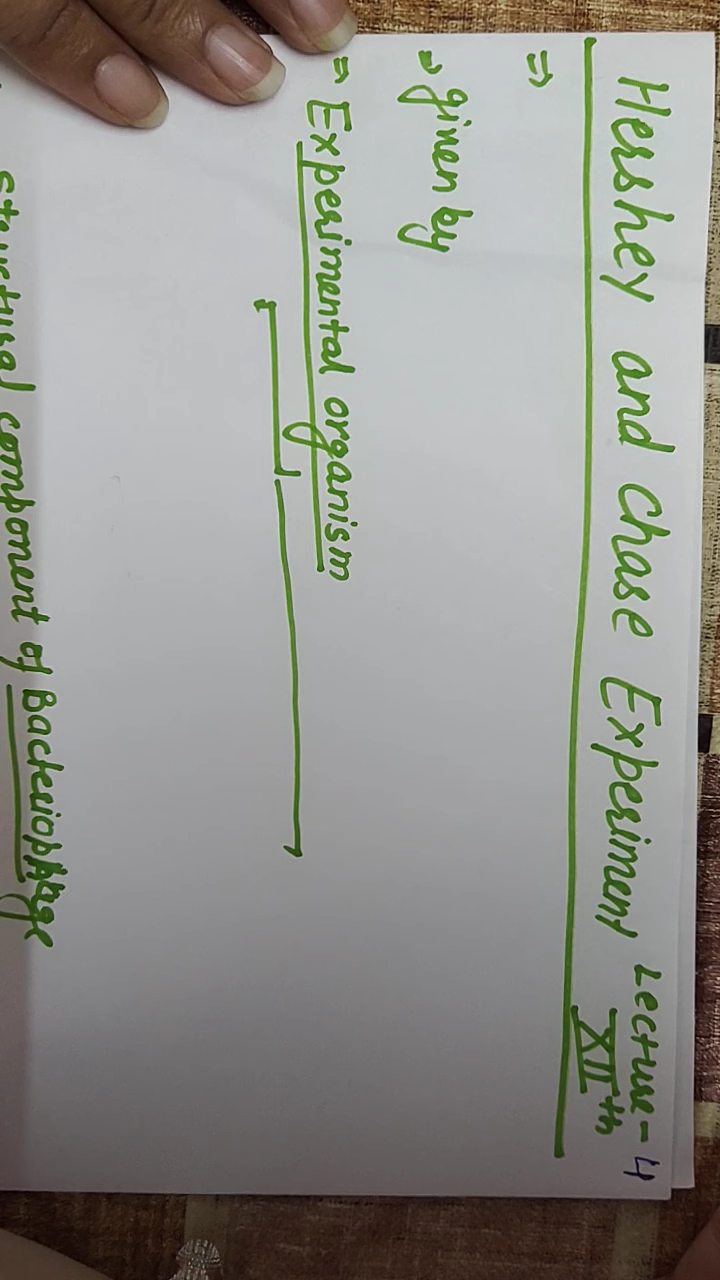 Hershey and Chase Experiment Lecture-4
XIIth
⇒
⇒ given by
⇒ Experimental organism
structural component of Bacteriophage